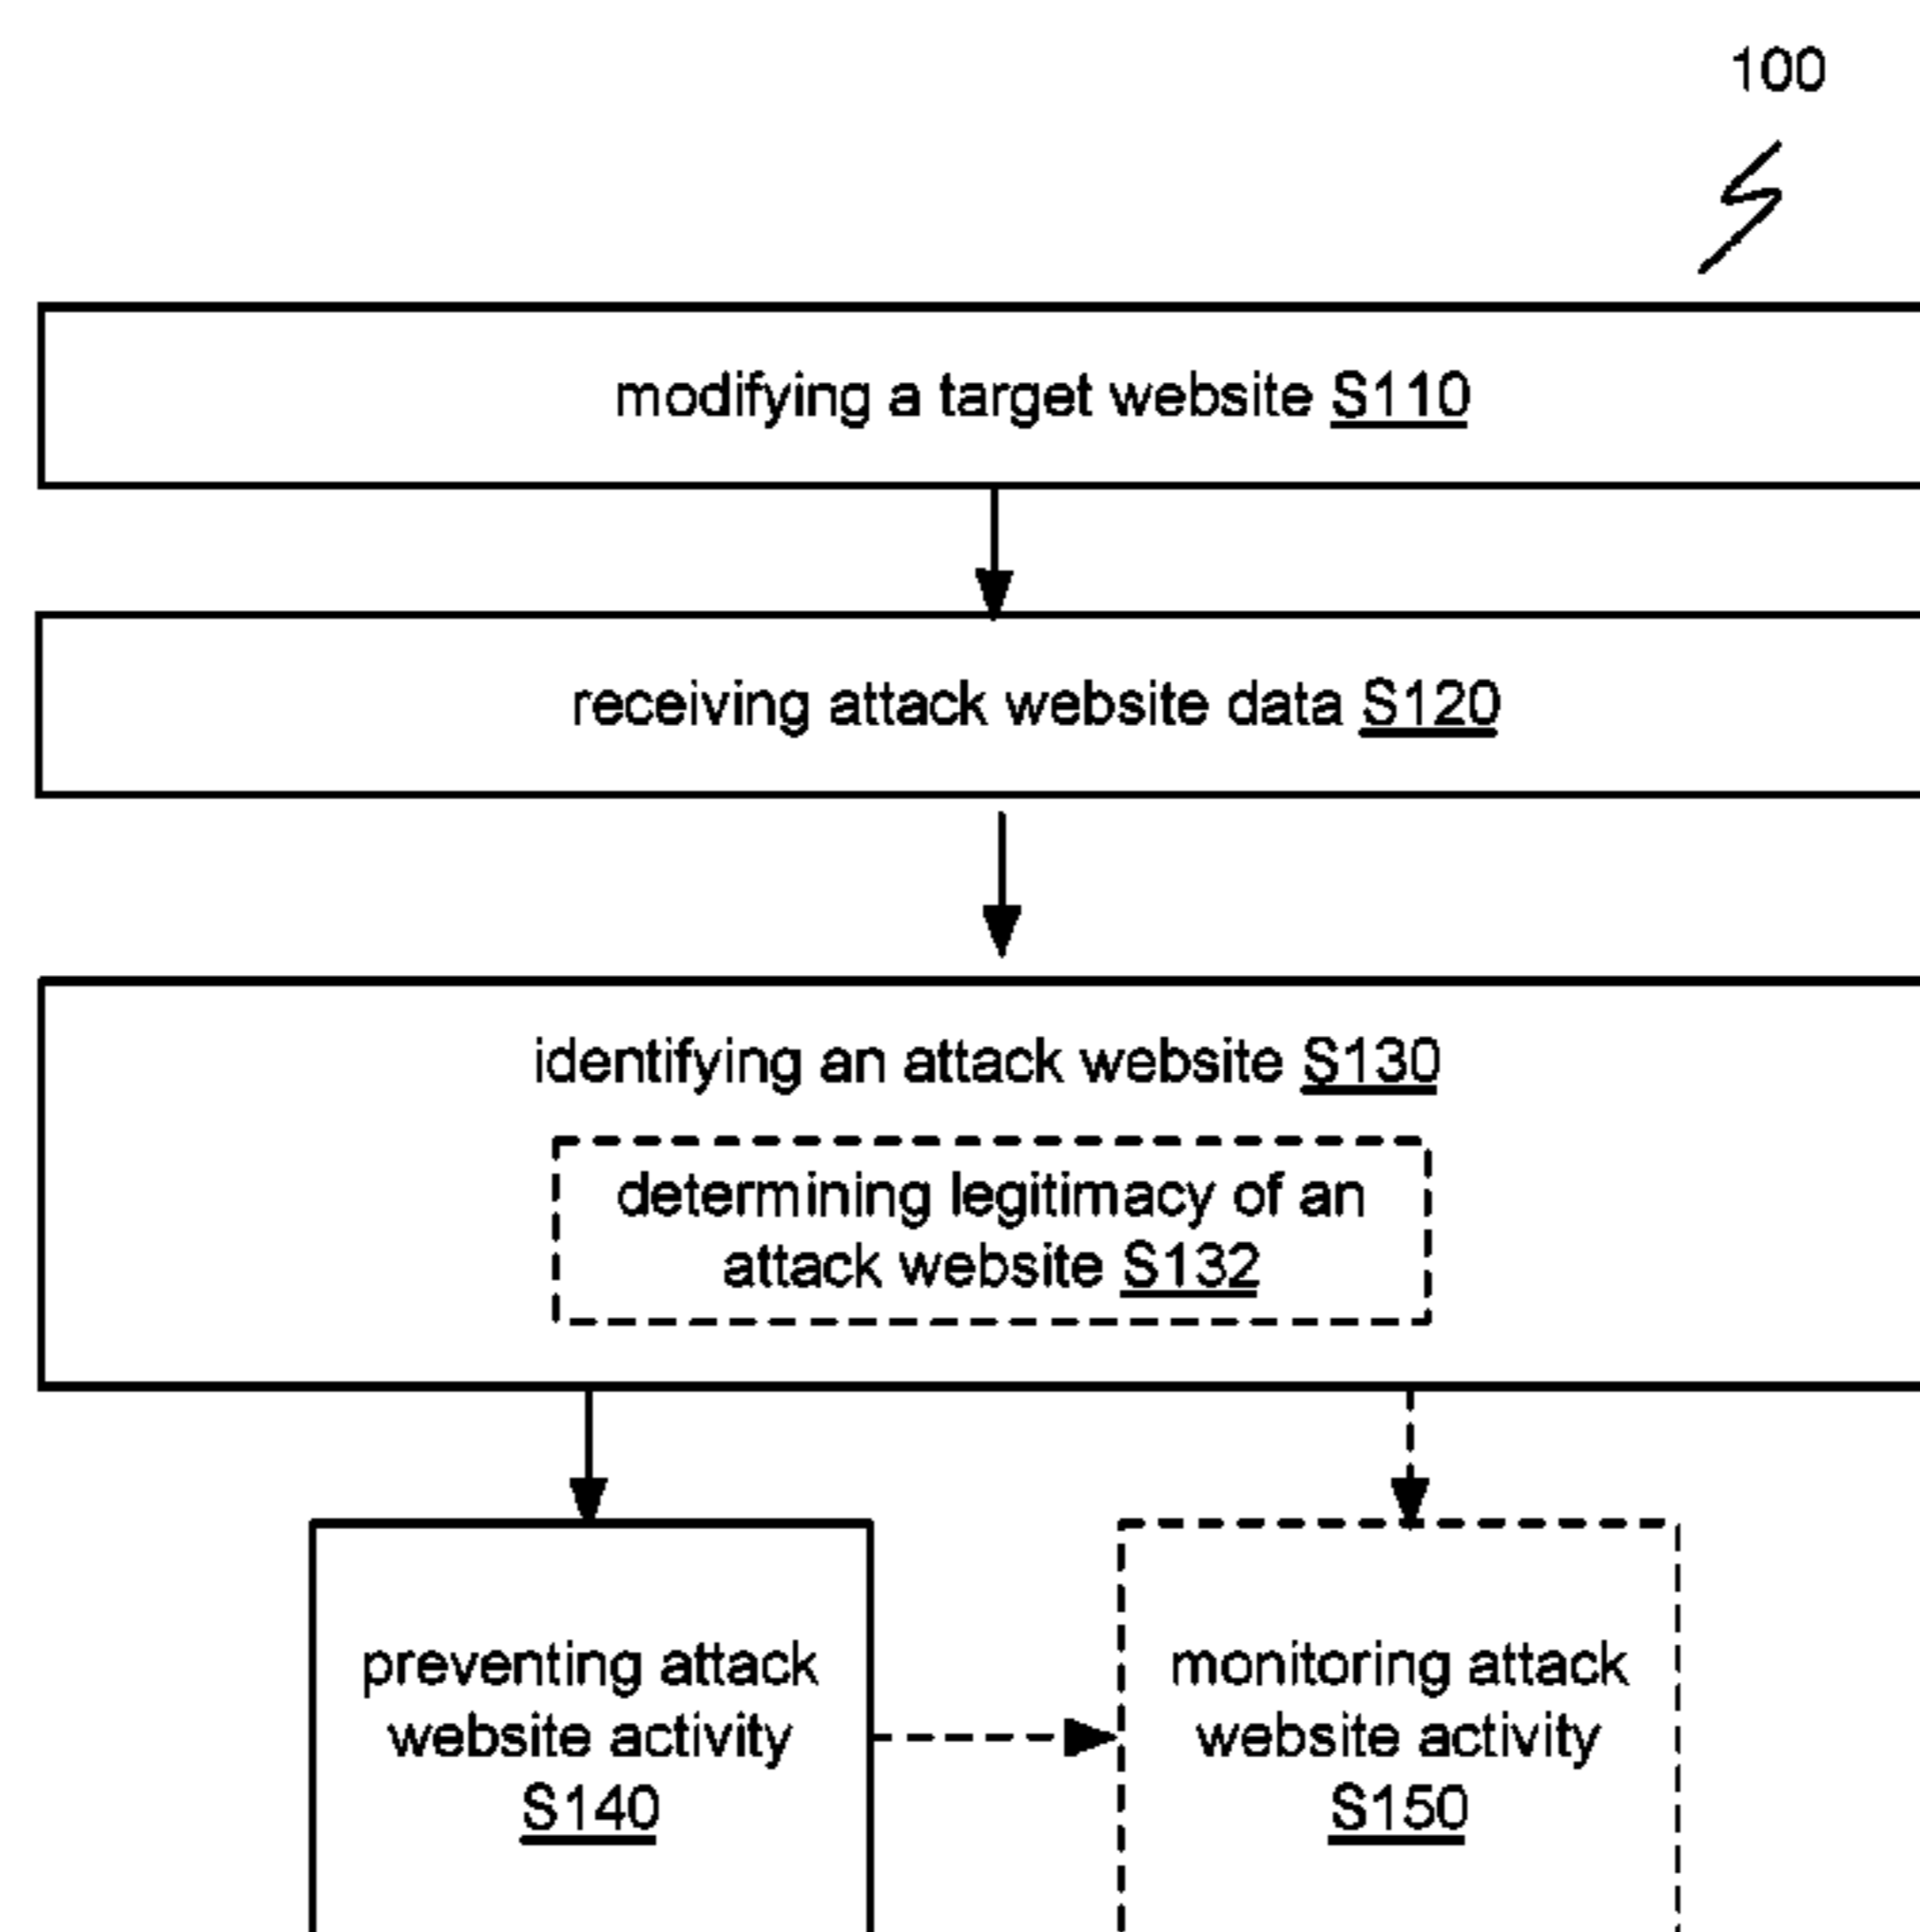 100
modifying a target website S110
receiving attack website data S120
identifying an attack website S130
determining legitimacy of an
attack website S132
preventing attack
website activity
S140
monitoring attack
website activity
S150